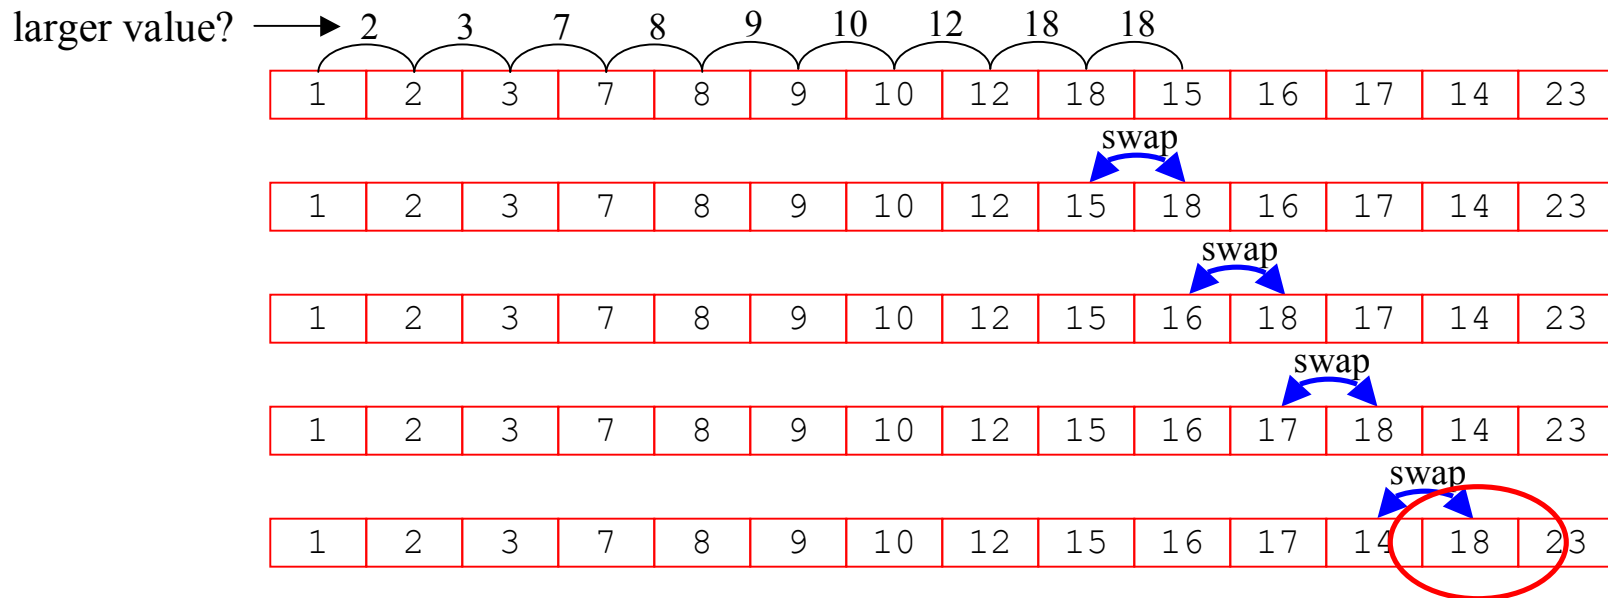 larger value? 2 3 7 8 9 10 12 18 18
1 2 3 7 8 9 10 12 18 15 16 17 14 23
swap
1 2 3 7 8 9 10 12 15 18 16 17 14 23
swap
1 2 3 7 8 9 10 12 15 16 18 17 14 23
swap
1 2 3 7 8 9 10 12 15 16 17 18 14 23
swap
1 2 3 7 8 9 10 12 15 16 17 14 18 23